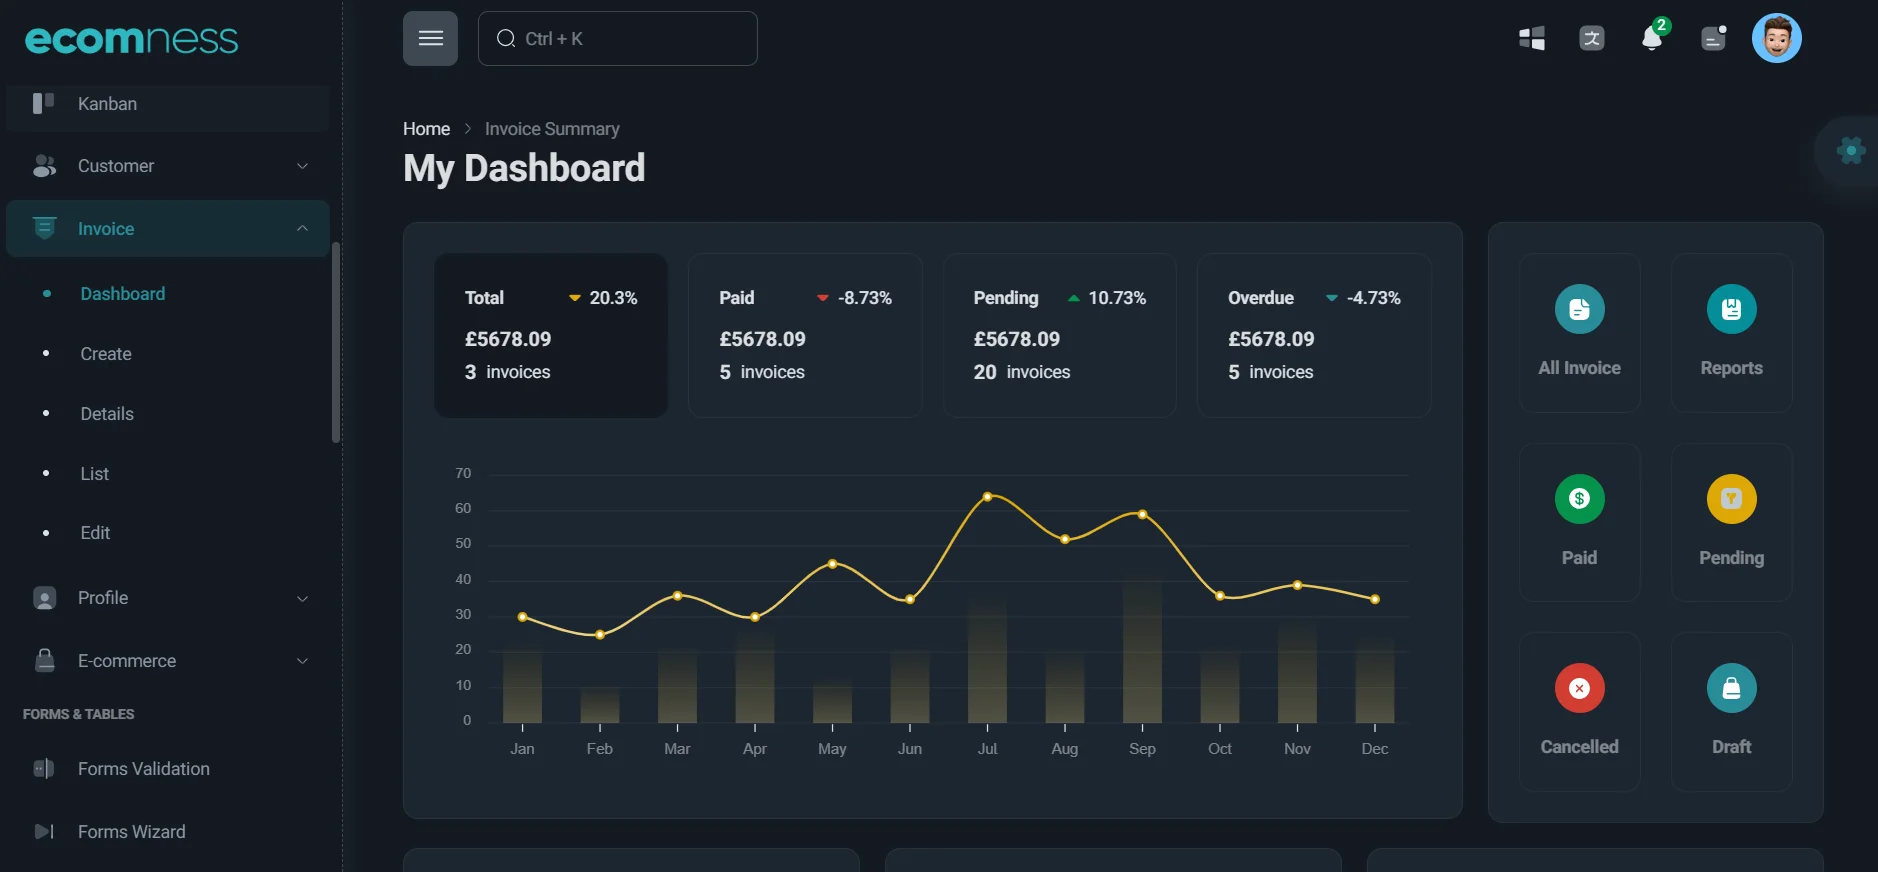 ecomness
Ctrl + K
2
Kanban
Customer
Invoice
Dashboard
Create
Details
List
Edit
Profile
E-commerce
FORMS & TABLES
Forms Validation
Forms Wizard
Home > Invoice Summary
My Dashboard
Total 20.3%
£5678.09
3 invoices
Paid -8.73%
£5678.09
5 invoices
Pending 10.73%
£5678.09
20 invoices
Overdue -4.73%
£5678.09
5 invoices
70
60
50
40
30
20
10
0
Jan Feb Mar Apr May Jun Jul Aug Sep Oct Nov Dec
All Invoice
Reports
Paid
Pending
Cancelled
Draft